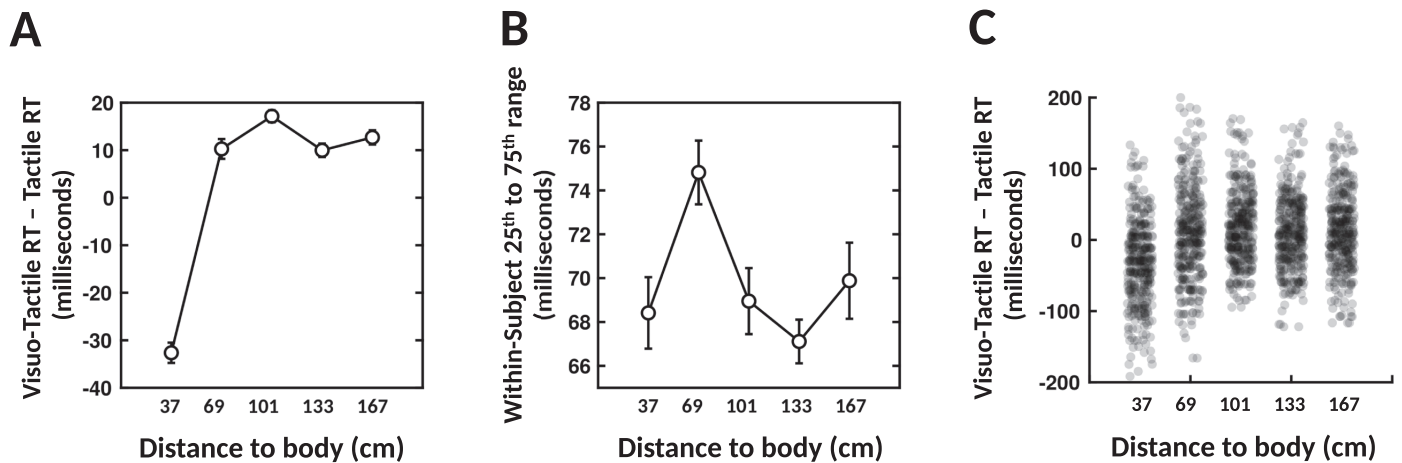 A
Visuo-Tactile RT – Tactile RT
(milliseconds)
20
10
0
-10
-20
-30
-40
37 69 101 133 167
Distance to body (cm)
B
Within-Subject 25th to 75th range
(milliseconds)
78
76
74
72
70
68
66
37 69 101 133 167
Distance to body (cm)
C
Visuo-Tactile RT – Tactile RT
(milliseconds)
200
100
0
-100
-200
37 69 101 133 167
Distance to body (cm)